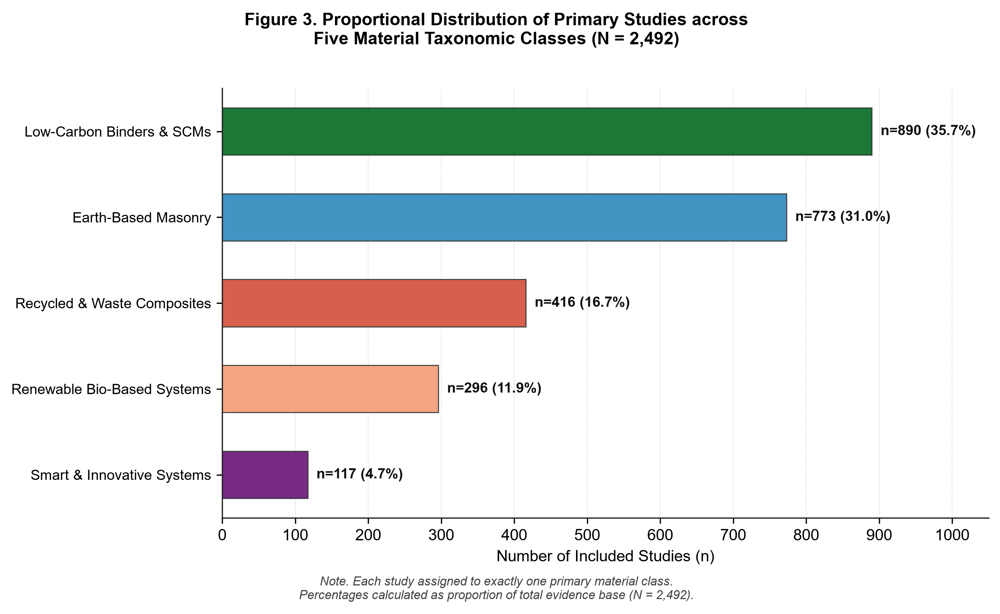 Figure 3. Proportional Distribution of Primary Studies across
Five Material Taxonomic Classes (N = 2,492)
Low-Carbon Binders & SCMs
n=890 (35.7%)
Earth-Based Masonry
n=773 (31.0%)
Recycled & Waste Composites
n=416 (16.7%)
Renewable Bio-Based Systems
n=296 (11.9%)
Smart & Innovative Systems
n=117 (4.7%)
0 100 200 300 400 500 600 700 800 900 1000
Number of Included Studies (n)
Note. Each study assigned to exactly one primary material class.
Percentages calculated as proportion of total evidence base (N = 2,492).